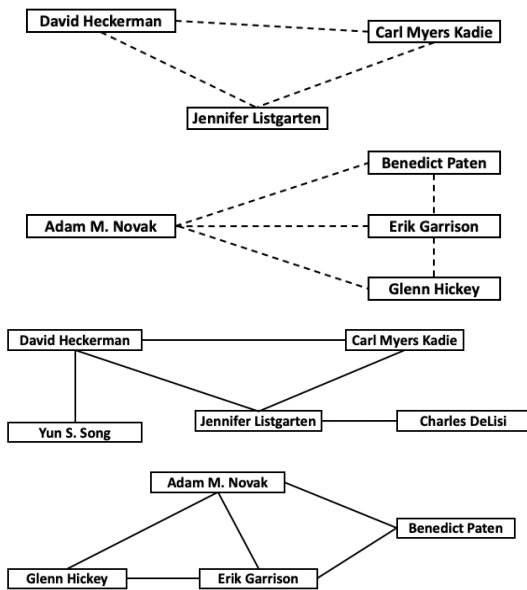 David Heckerman
Carl Myers Kadie
Jennifer Listgarten
Benedict Paten
Adam M. Novak
Erik Garrison
Glenn Hickey
David Heckerman
Carl Myers Kadie
Jennifer Listgarten
Charles DeLisi
Yun S. Song
Adam M. Novak
Benedict Paten
Glenn Hickey
Erik Garrison